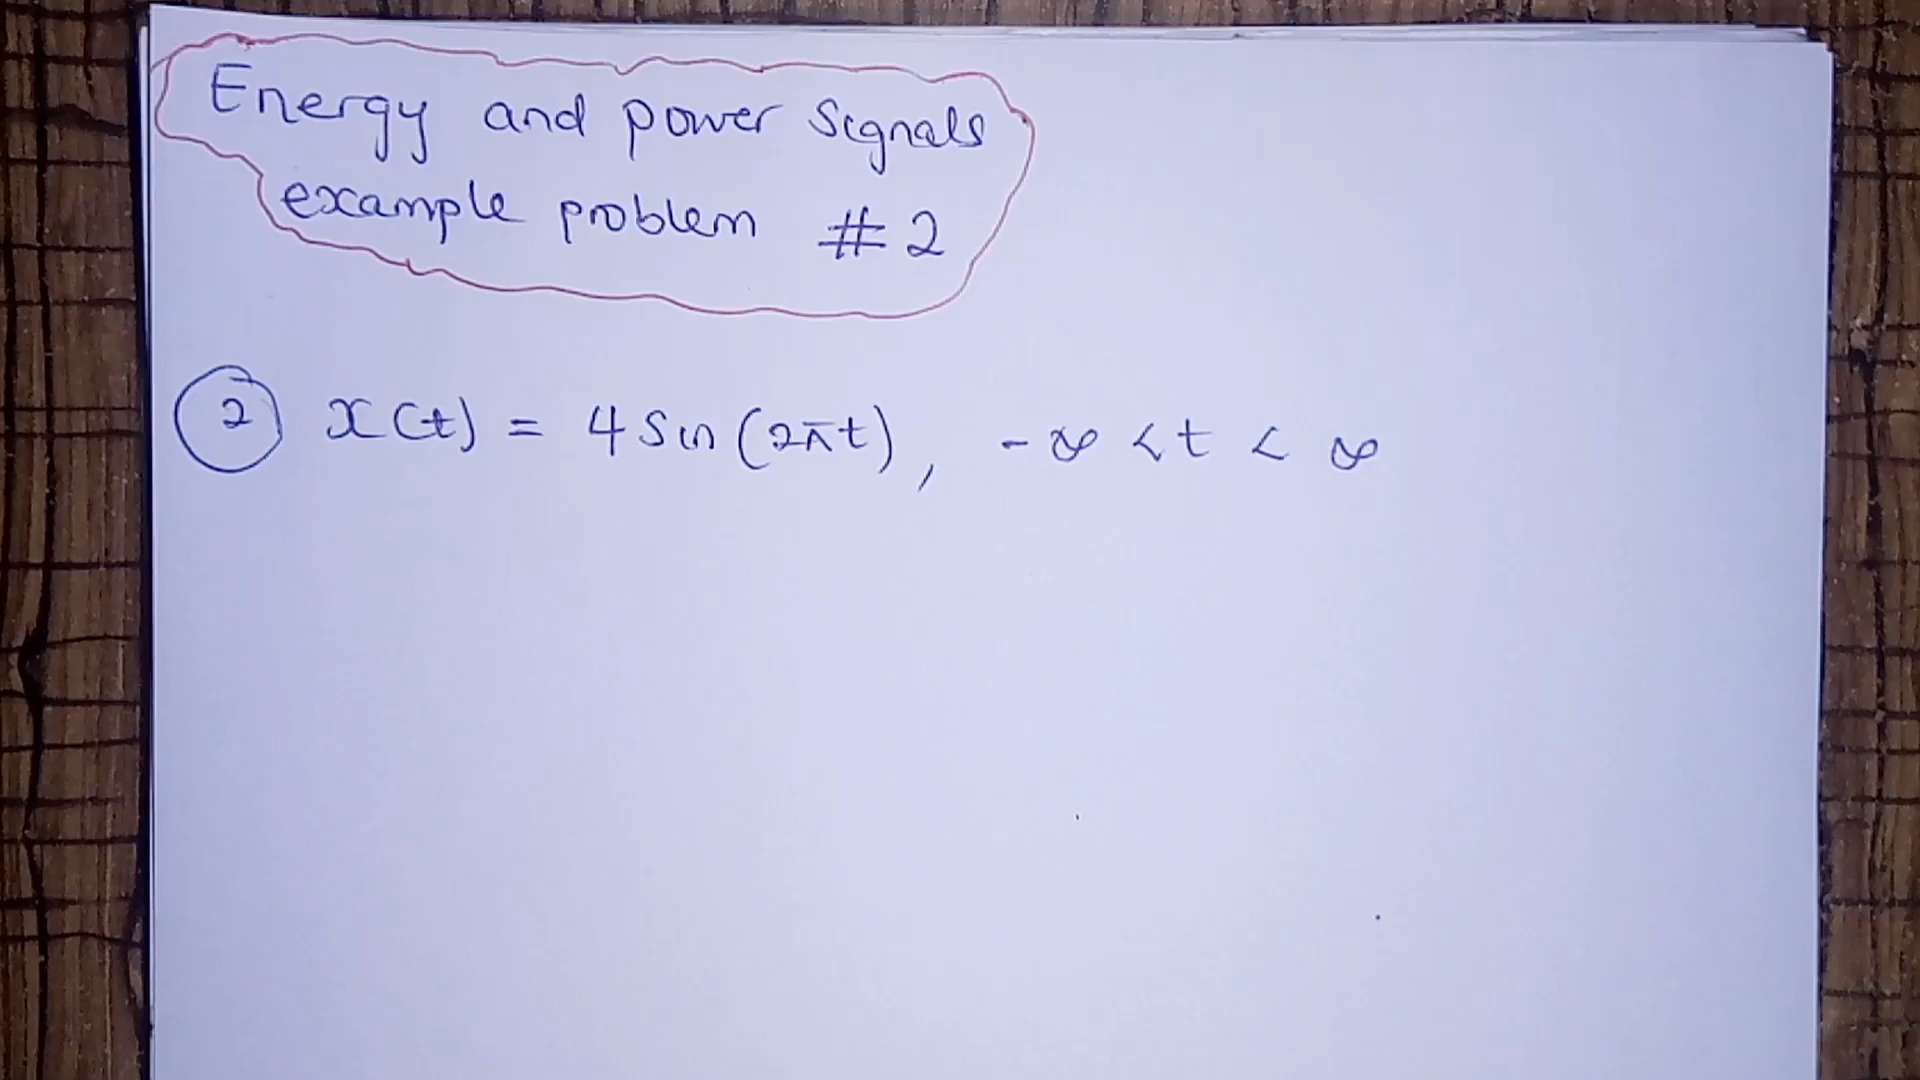 Energy and power signals
example problem #2
2 x(t) = 4 sin(2πt), -∞ < t < ∞